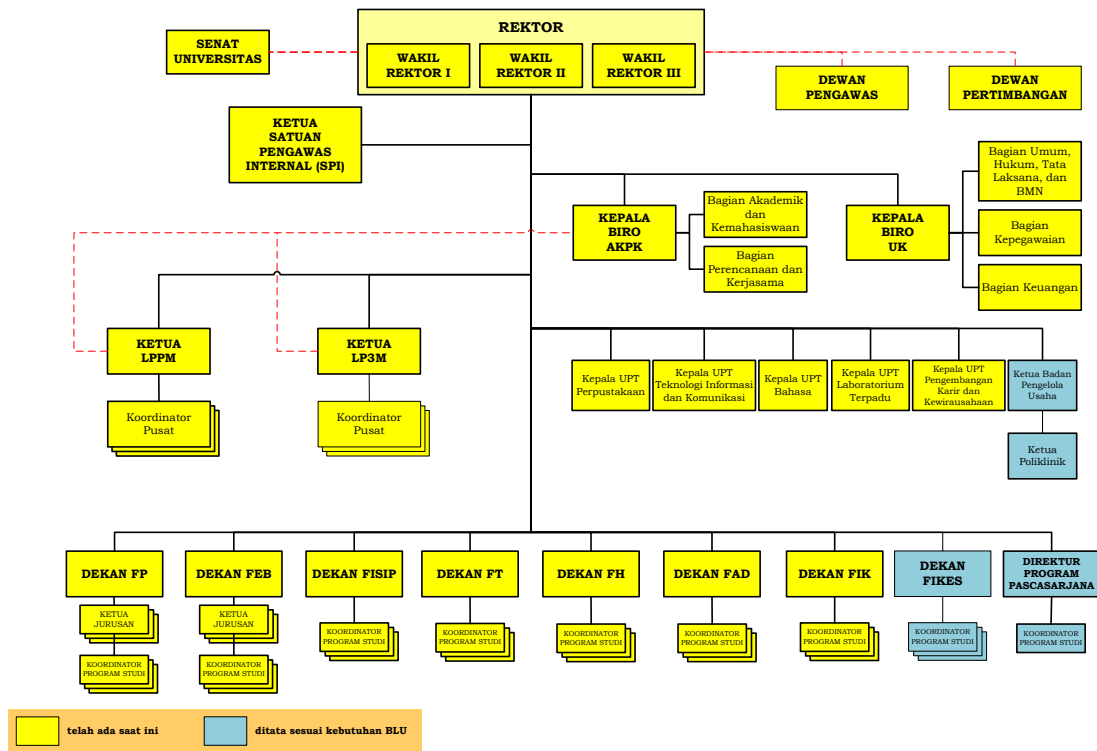 REKTOR
SENAT
UNIVERSITAS
WAKIL
REKTOR I
WAKIL
REKTOR II
WAKIL
REKTOR III
DEWAN
PENGAWAS
DEWAN
PERTIMBANGAN
KETUA
SATUAN
PENGAWAS
INTERNAL (SPI)
KEPALA
BIRO
AKPK
Bagian Akademik
dan
Kemahasiswaan
Bagian
Perencanaan dan
Kerjasama
KEPALA
BIRO
UK
Bagian Umum,
Hukum, Tata
Laksana, dan
BMN
Bagian
Kepegawaian
Bagian Keuangan
KETUA
LPPM
KETUA
LP3M
Koordinator
Pusat
Koordinator
Pusat
Kepala UPT
Perpustakaan
Kepala UPT
Teknologi Informasi
dan Komunikasi
Kepala UPT
Bahasa
Kepala UPT
Laboratorium
Terpadu
Kepala UPT
Pengembangan
Karir dan
Kewirausahaan
Ketua Badan
Pengelola
Usaha
Ketua
Poliklinik
DEKAN FP
DEKAN FEB
DEKAN FISIP
DEKAN FT
DEKAN FH
DEKAN FAD
DEKAN FIK
DEKAN
FIKES
DIREKTUR
PROGRAM
PASCASARJANA
KETUA
JURUSAN
KETUA
JURUSAN
KOORDINATOR
PROGRAM STUDI
KOORDINATOR
PROGRAM STUDI
KOORDINATOR
PROGRAM STUDI
KOORDINATOR
PROGRAM STUDI
KOORDINATOR
PROGRAM STUDI
KOORDINATOR
PROGRAM STUDI
KOORDINATOR
PROGRAM STUDI
KOORDINATOR
PROGRAM STUDI
KOORDINATOR
PROGRAM STUDI
telah ada saat ini
ditata sesuai kebutuhan BLU